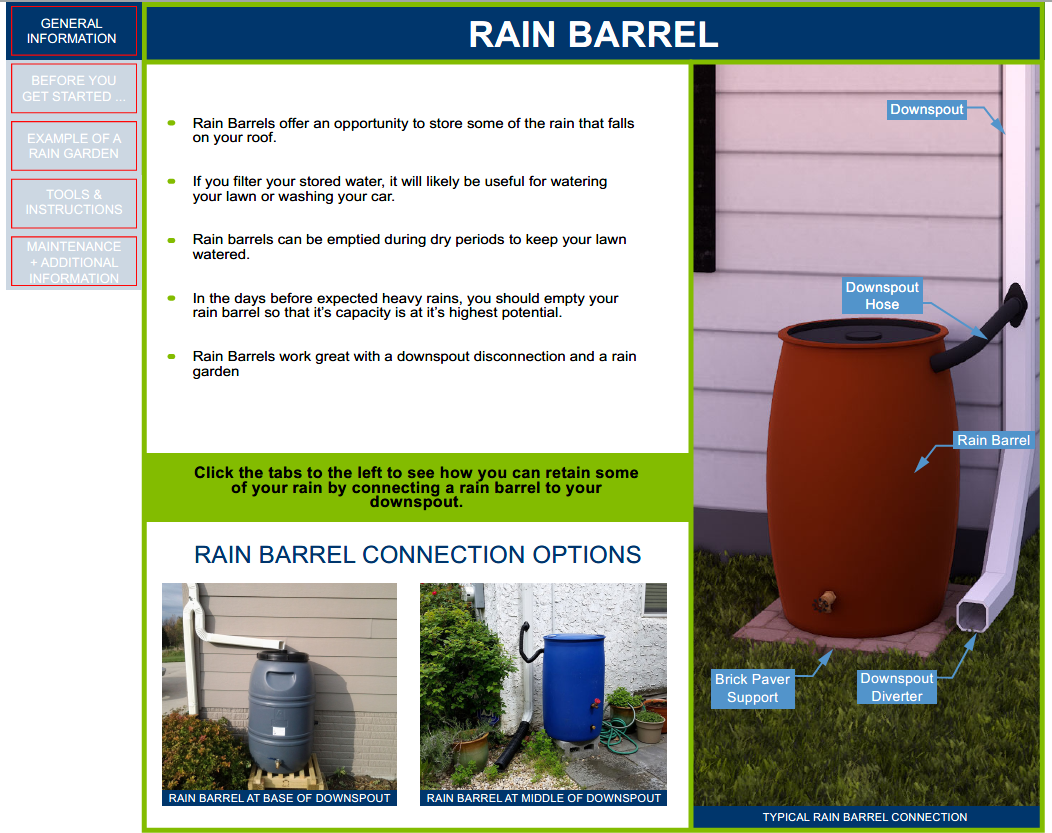 GENERAL
INFORMATION
BEFORE YOU
GET STARTED ...
EXAMPLE OF A
RAIN GARDEN
TOOLS &
INSTRUCTIONS
MAINTENANCE
+ ADDITIONAL
INFORMATION
RAIN BARREL
Rain Barrels offer an opportunity to store some of the rain that falls
on your roof.
If you filter your stored water, it will likely be useful for watering
your lawn or washing your car.
Rain barrels can be emptied during dry periods to keep your lawn
watered.
In the days before expected heavy rains, you should empty your
rain barrel so that it's capacity is at it's highest potential.
Rain Barrels work great with a downspout disconnection and a rain
garden
Click the tabs to the left to see how you can retain some
of your rain by connecting a rain barrel to your
downspout.
RAIN BARREL CONNECTION OPTIONS
RAIN BARREL AT BASE OF DOWNSPOUT
RAIN BARREL AT MIDDLE OF DOWNSPOUT
Downspout
Downspout
Hose
Rain Barrel
Brick Paver
Support
Downspout
Diverter
TYPICAL RAIN BARREL CONNECTION